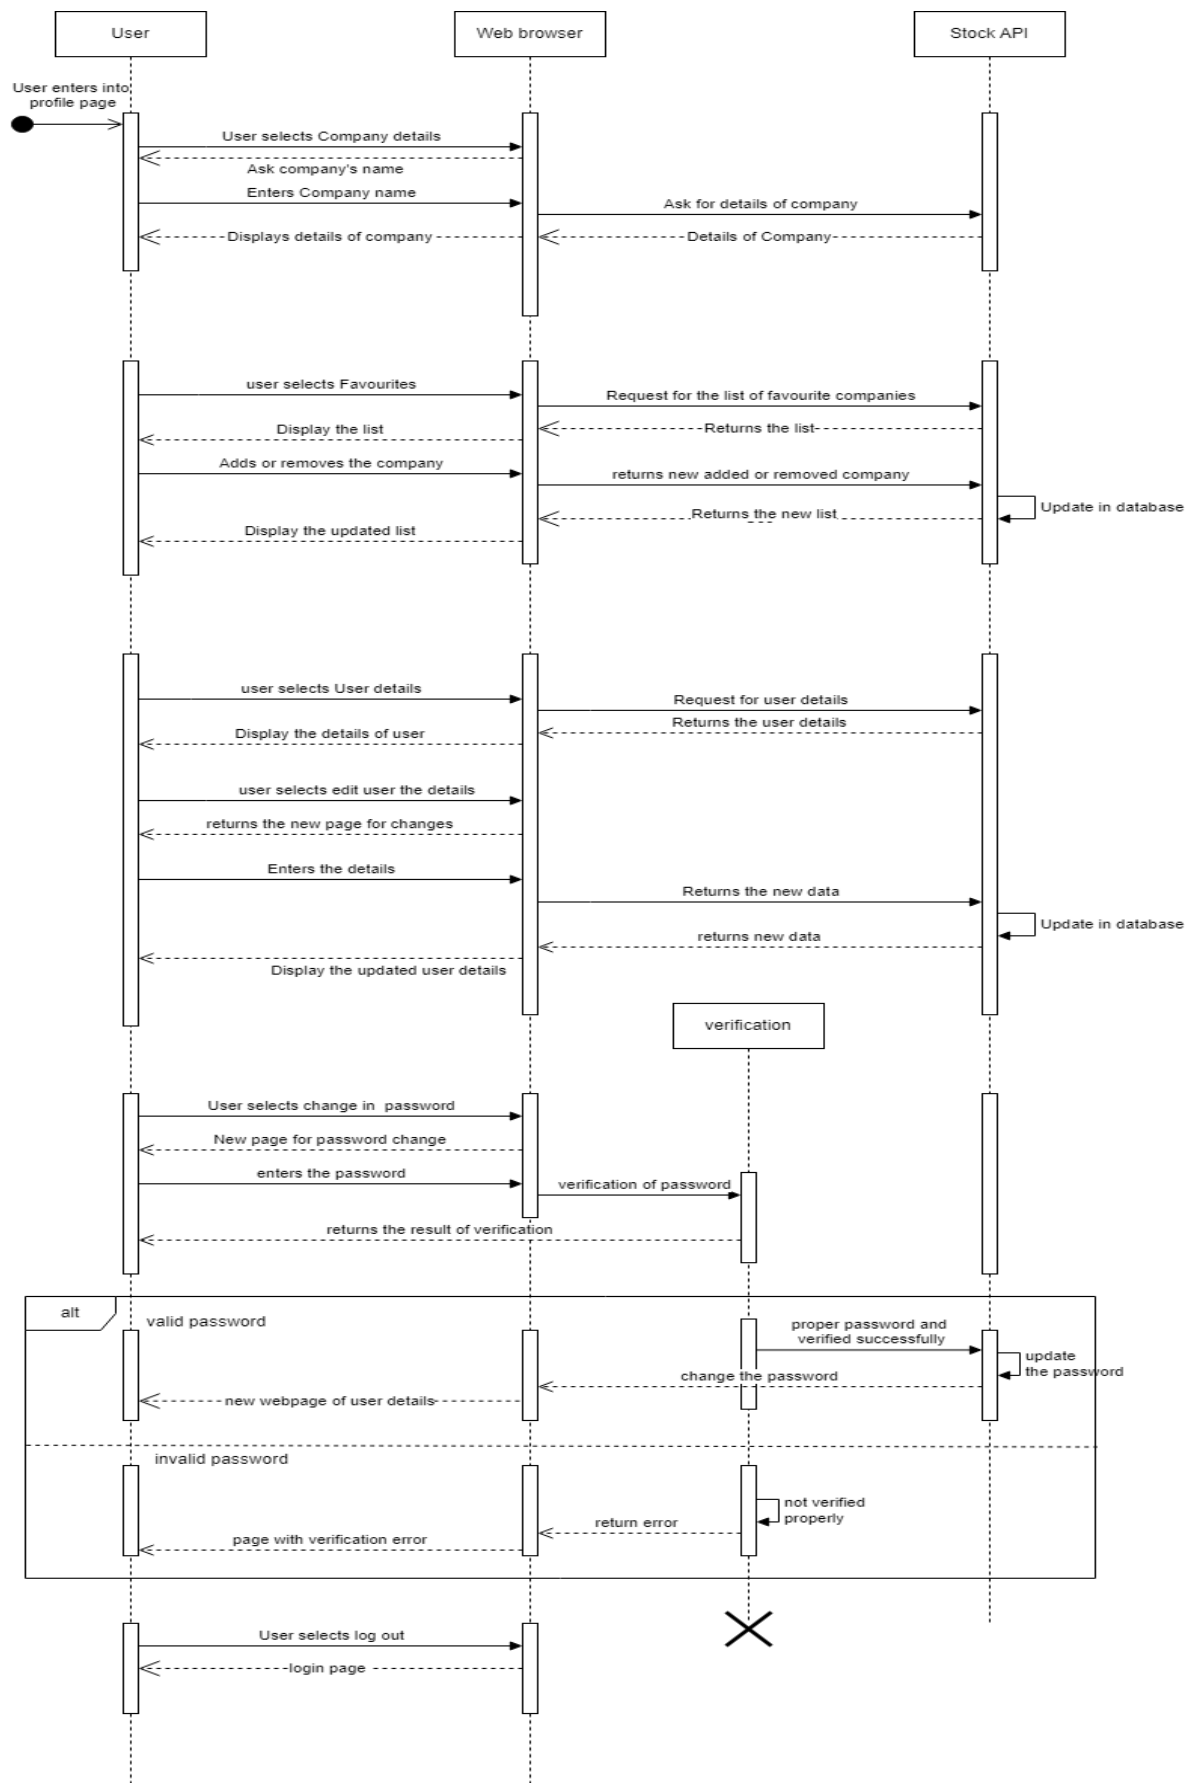 User
Web browser
Stock API
User enters into
profile page
User selects Company details
Ask company's name
Enters Company name
Ask for details of company
Displays details of company
Details of Company
user selects Favourites
Request for the list of favourite companies
Returns the list
Display the list
Adds or removes the company
returns new added or removed company
Update in database
Returns the new list
Display the updated list
user selects User details
Request for user details
Returns the user details
Display the details of user
user selects edit user the details
returns the new page for changes
Enters the details
Returns the new data
Update in database
returns new data
Display the updated user details
verification
User selects change in  password
New page for password change
enters the password
verification of password
returns the result of verification
alt
valid password
proper password and
verified successfully
update
the password
change the password
new webpage of user details
invalid password
not verified
properly
return error
page with verification error
User selects log out
login page